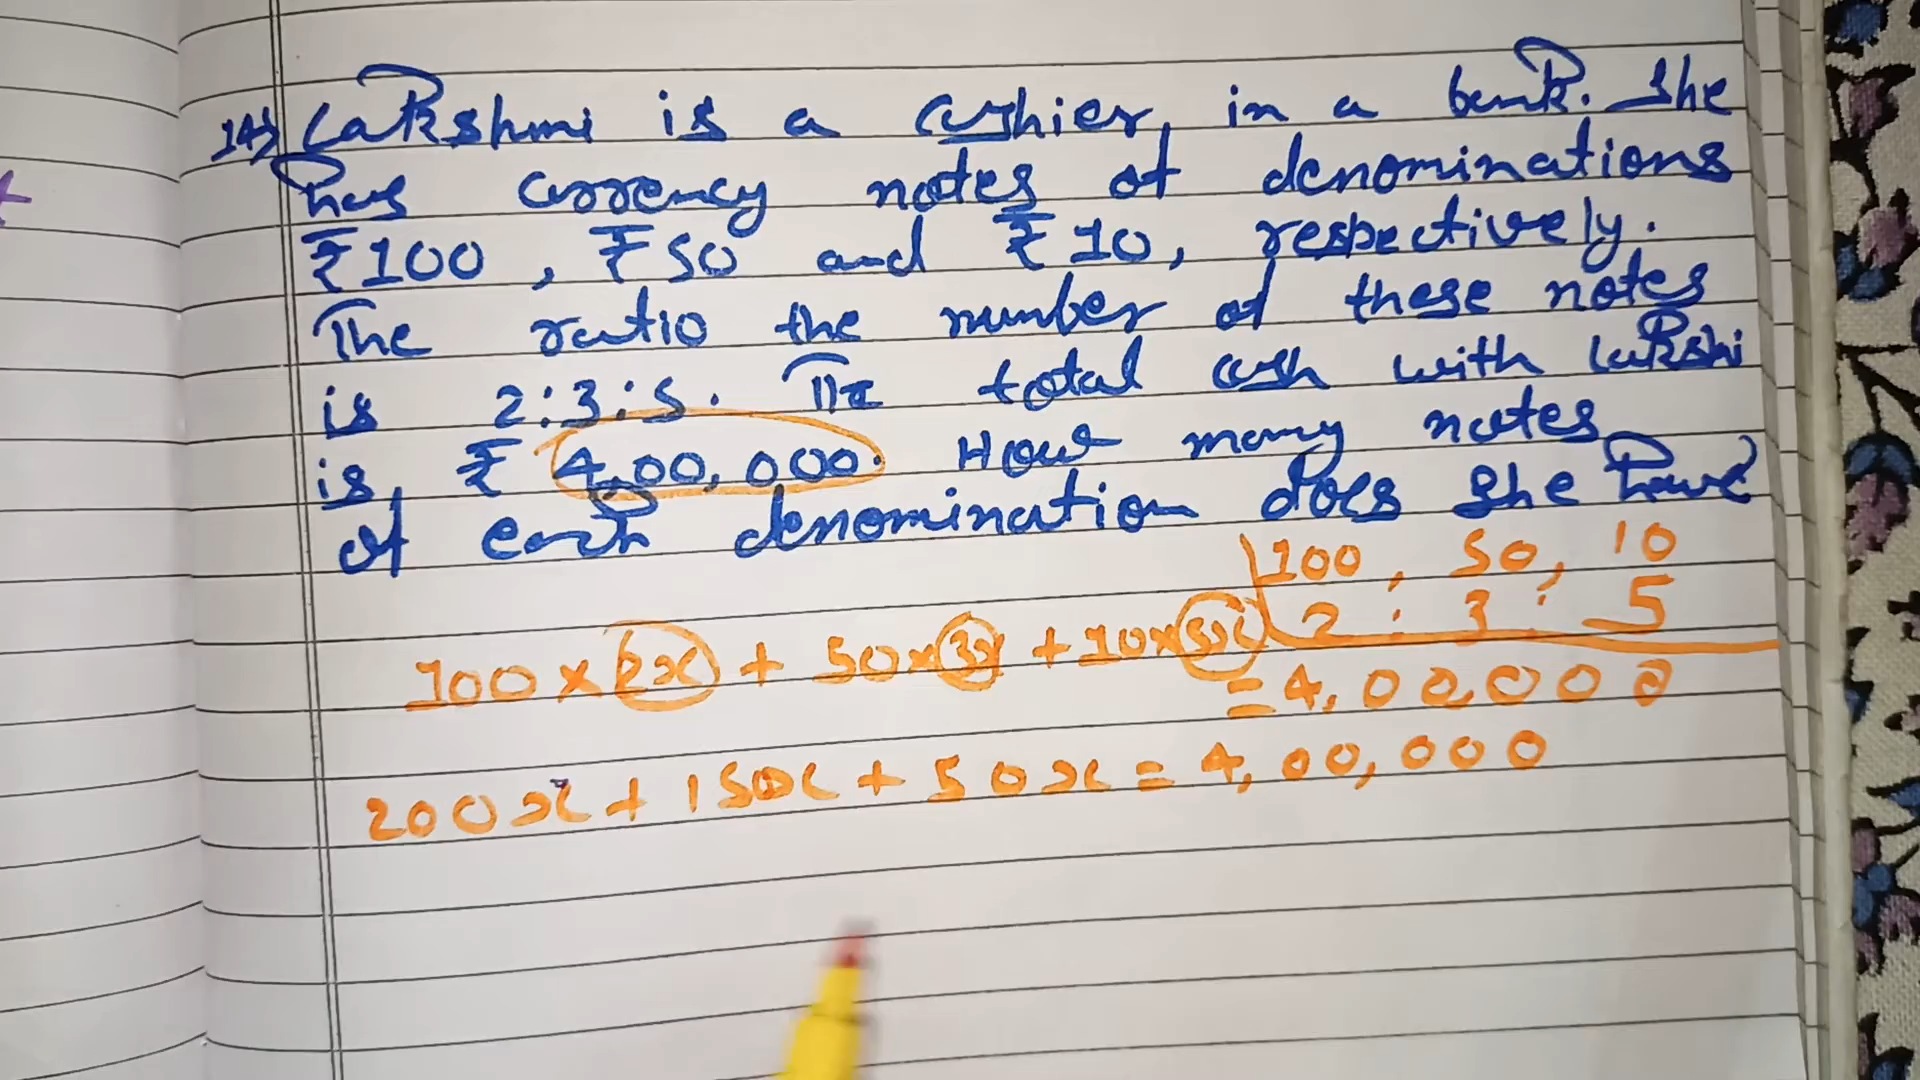 14) Lakshmi is a cashier, in a bank. She
has currency notes of denominations
₹100, ₹50 and ₹10, respectively.
The ratio the number of these notes
is 2:3:5. The total cash with Lakshi
is, ₹ 4,00,000. How many notes
of each denomination does she have
100, 50, 10
2 : 3 : 5
100 × 2x + 50×3x + 10×5x
= 4,00,000
200x + 150x + 50x = 4,00,000